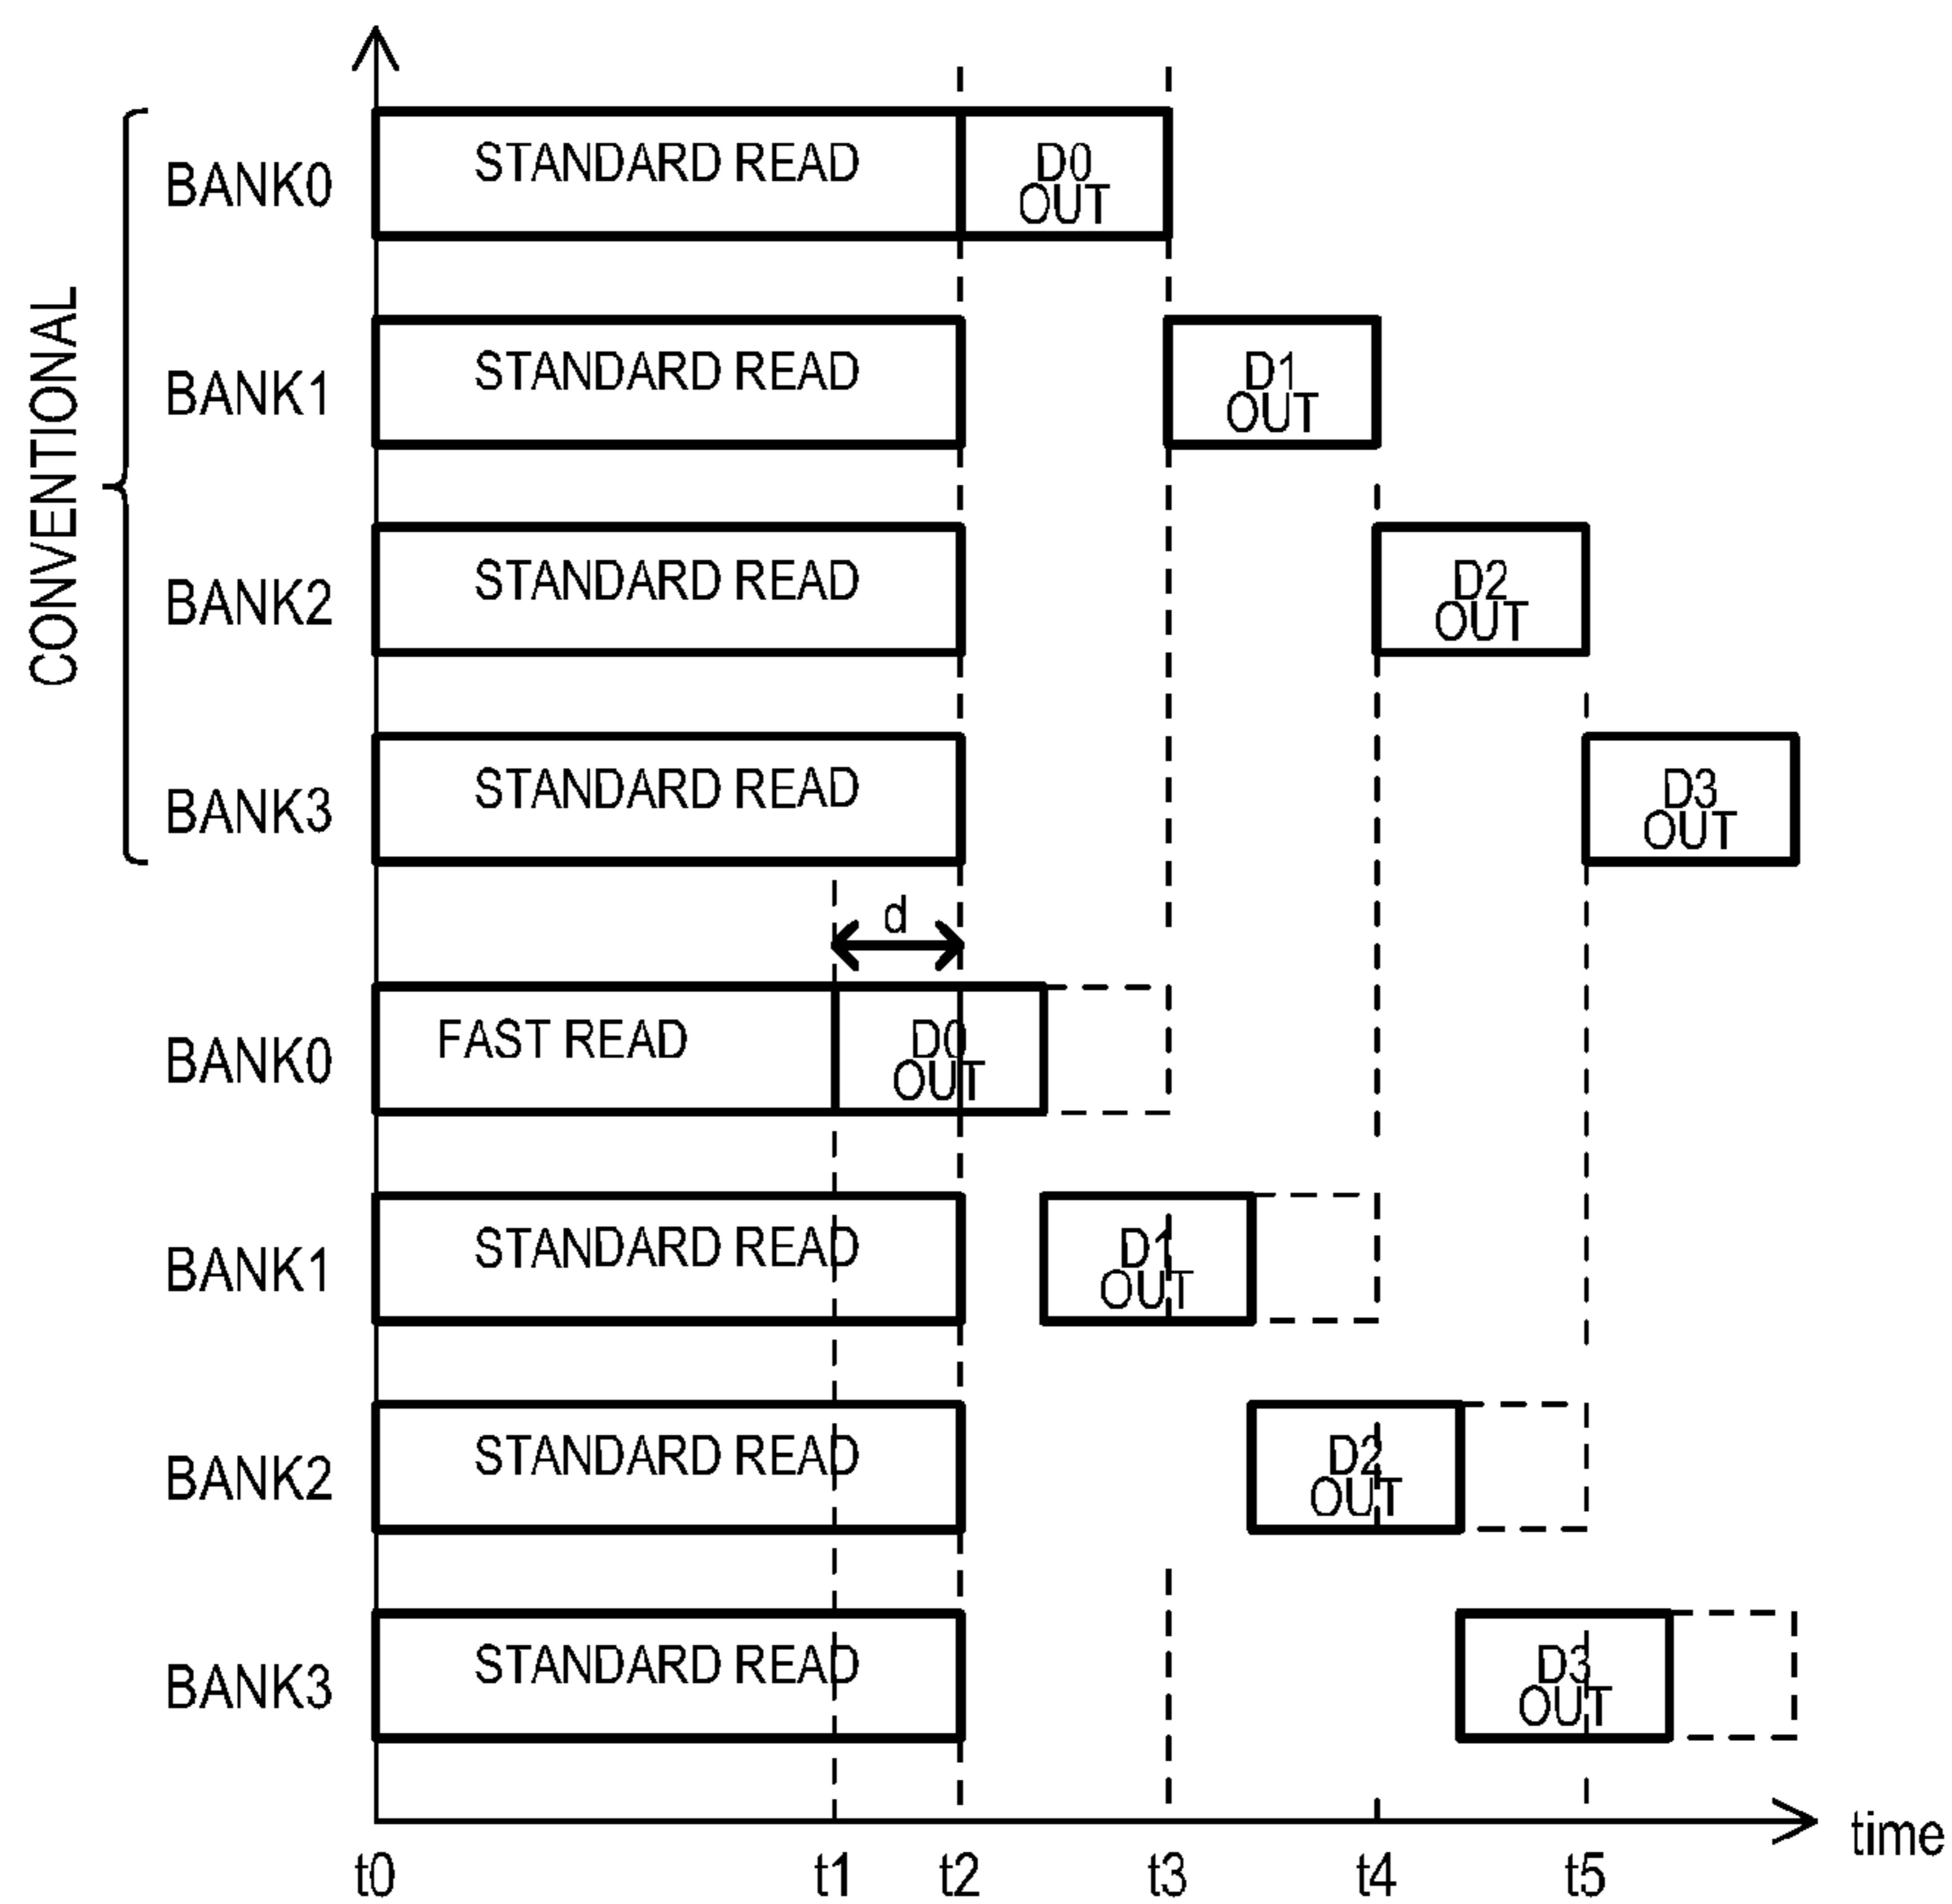 CONVENTIONAL
BANK0 STANDARD READ D0
OUT
BANK1 STANDARD READ D1
OUT
BANK2 STANDARD READ D2
OUT
BANK3 STANDARD READ D3
OUT
d
BANK0 FAST READ D0
OUT
BANK1 STANDARD READ D1
OUT
BANK2 STANDARD READ D2
OUT
BANK3 STANDARD READ D3
OUT
time
t0 t1 t2 t3 t4 t5